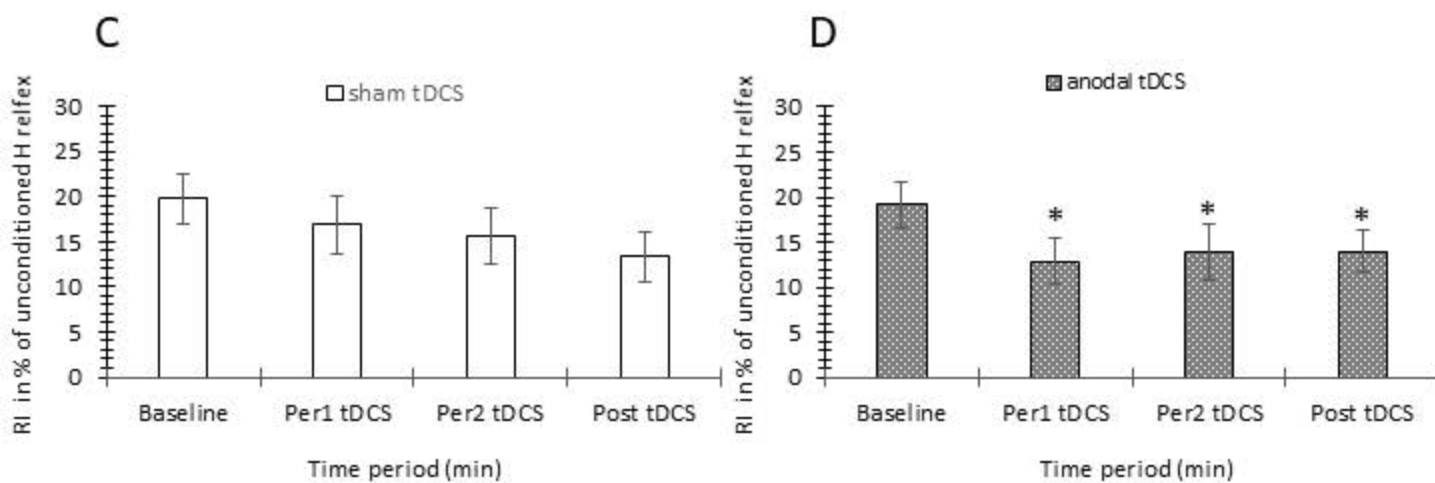 C
sham tDCS
RI in % of unconditioned H relfex
30
25
20
15
10
5
0
Baseline
Per1 tDCS
Per2 tDCS
Post tDCS
Time period (min)
D
anodal tDCS
RI in % of unconditioned H relfex
30
25
20
15
10
5
0
*
*
*
Baseline
Per1 tDCS
Per2 tDCS
Post tDCS
Time period (min)